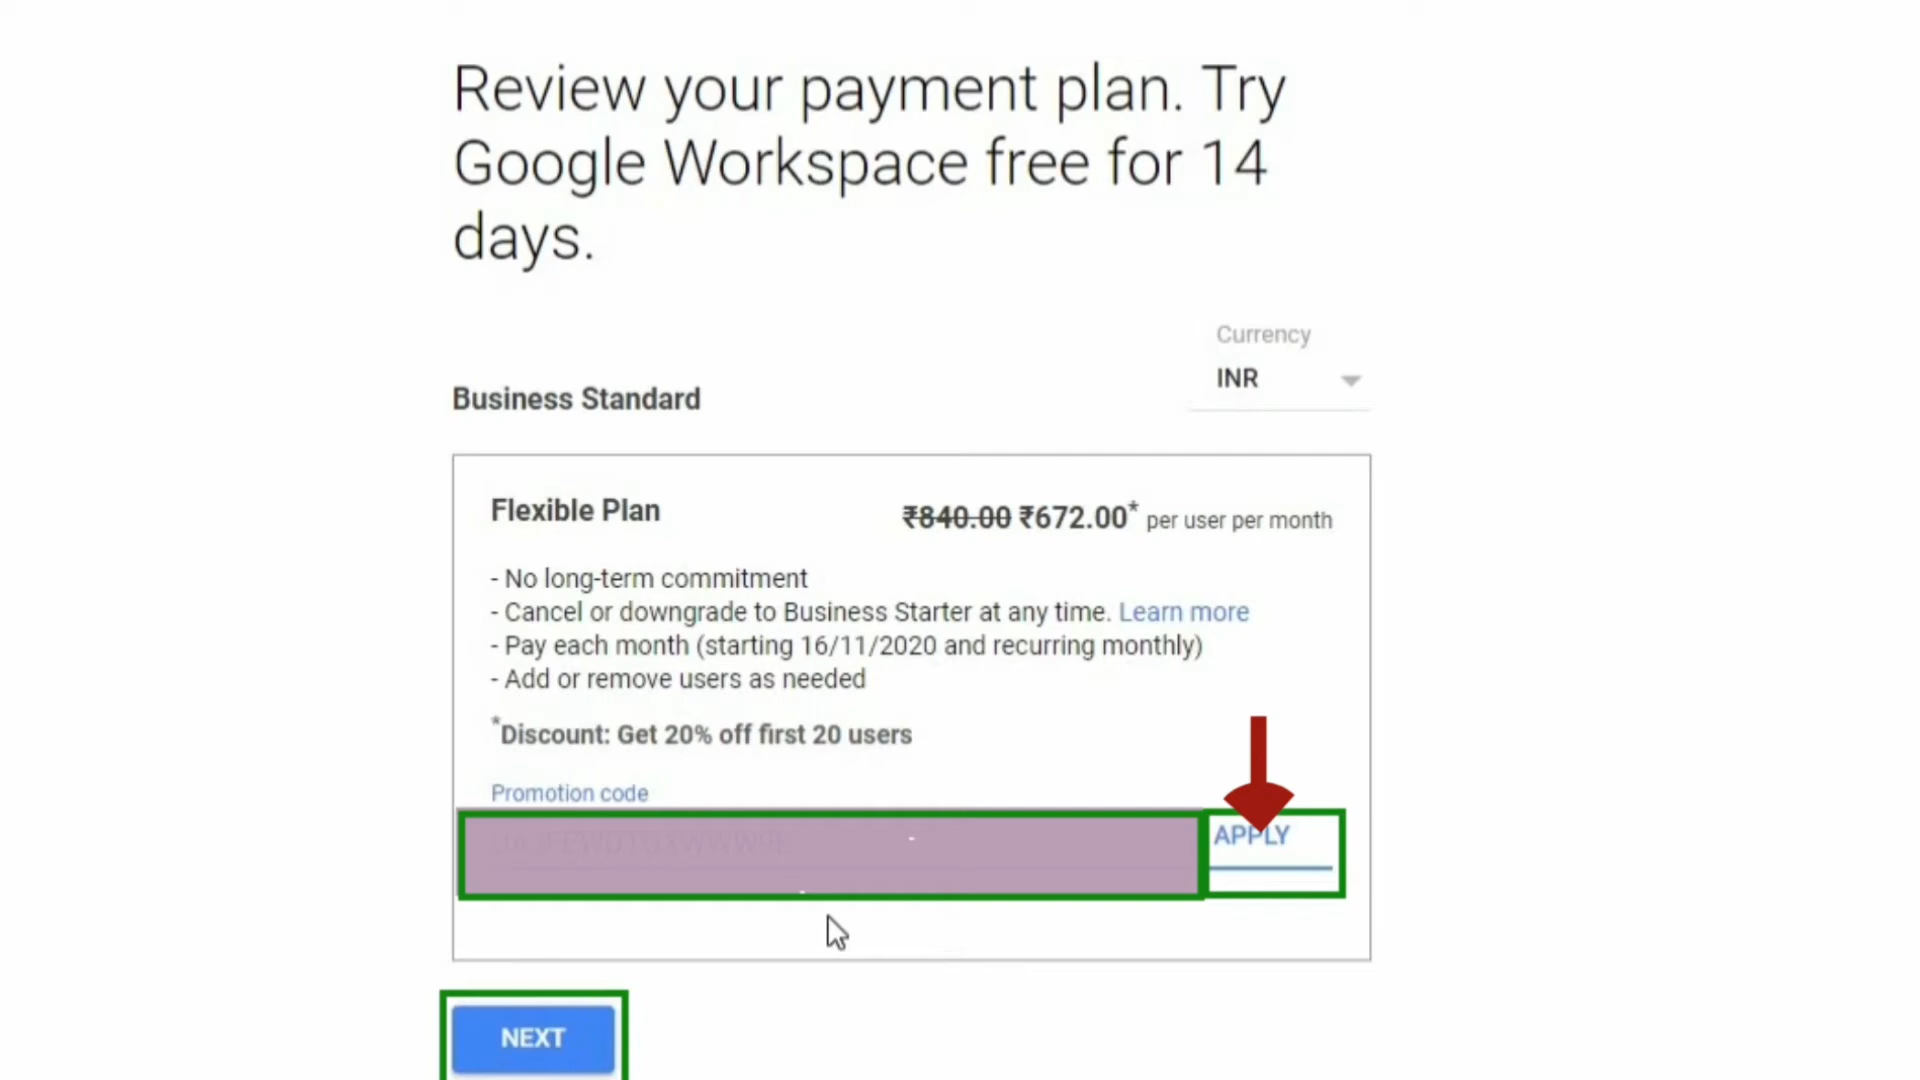 Review your payment plan. Try
Google Workspace free for 14
days.
Currency
INR
Business Standard
Flexible Plan
₹840.00 ₹672.00* per user per month
- No long-term commitment
- Cancel or downgrade to Business Starter at any time. Learn more
- Pay each month (starting 16/11/2020 and recurring monthly)
- Add or remove users as needed
*Discount: Get 20% off first 20 users
Promotion code
APPLY
NEXT